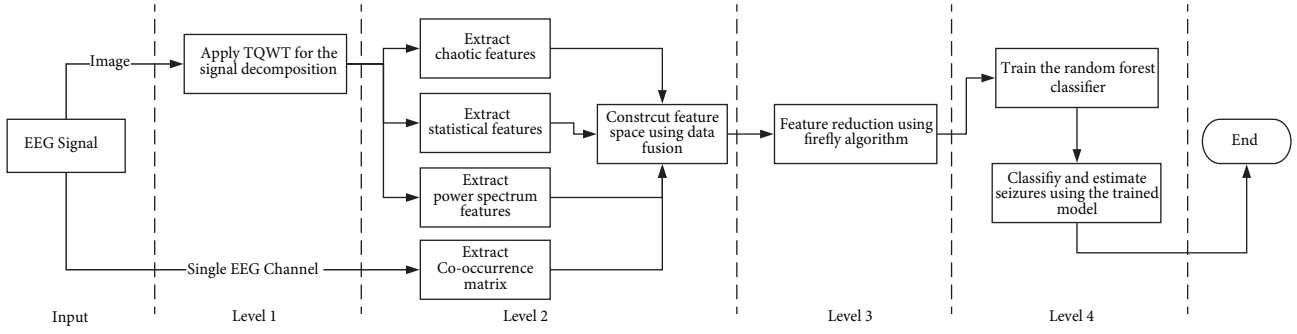 Image
Apply TQWT for the
signal decomposition
EEG Signal
Single EEG Channel
Extract
chaotic features
Extract
statistical features
Extract
power spectrum
features
Extract
Co-occurrence
matrix
Constrcut feature
space using data
fusion
Feature reduction using
firefly algorithm
Train the random forest
classifier
Classifiy and estimate
seizures using the trained
model
End
Input
Level 1
Level 2
Level 3
Level 4